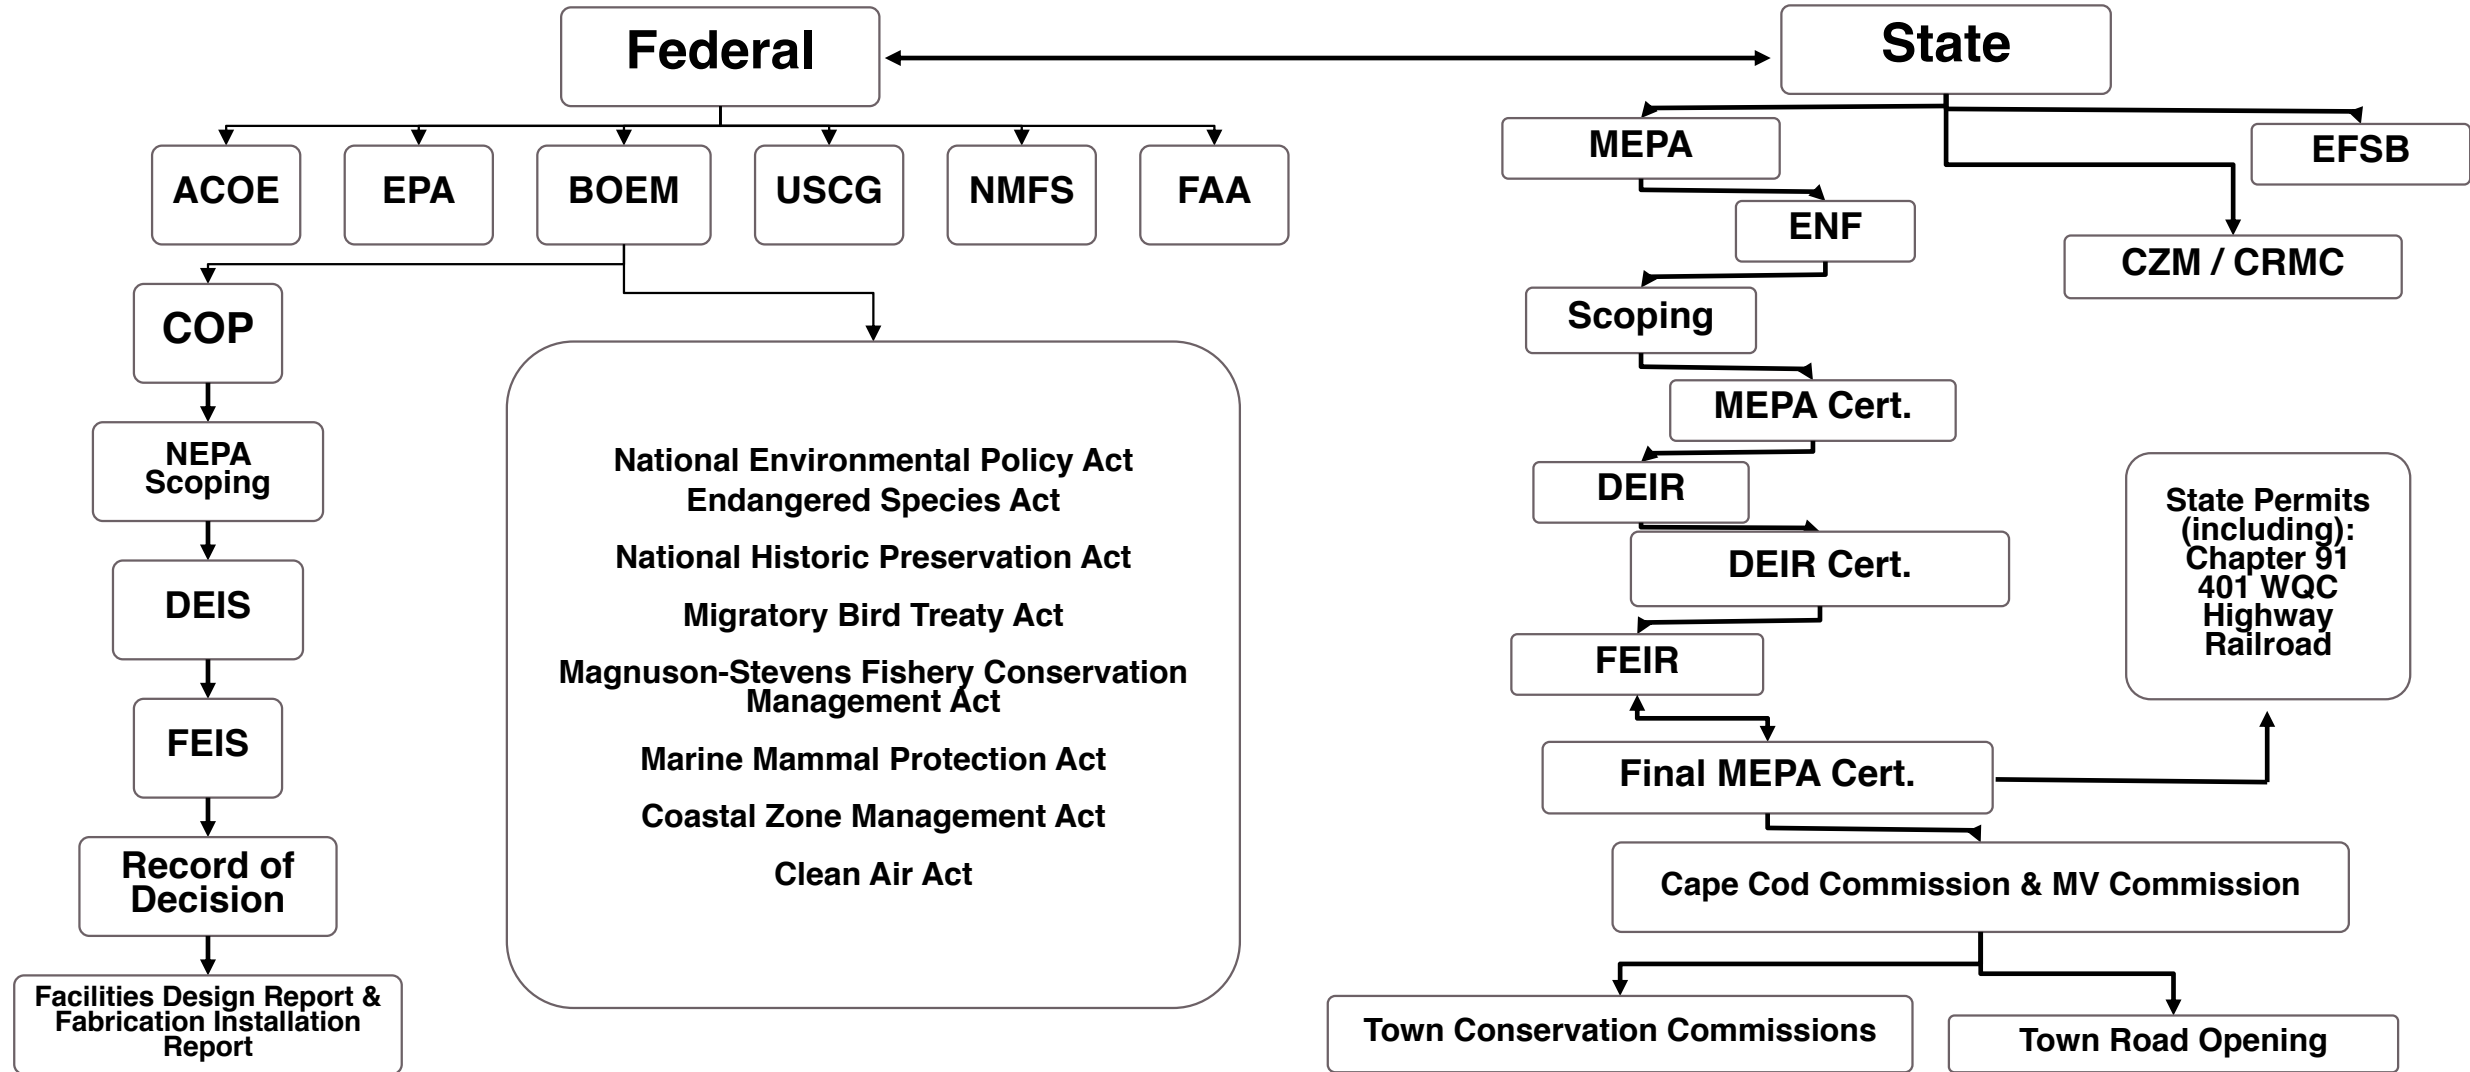 Federal
State
ACOE
EPA
BOEM
USCG
NMFS
FAA
COP
NEPA
Scoping
DEIS
FEIS
Record of
Decision
Facilities Design Report &
Fabrication Installation
Report
National Environmental Policy Act
Endangered Species Act
National Historic Preservation Act
Migratory Bird Treaty Act
Magnuson-Stevens Fishery Conservation
Management Act
Marine Mammal Protection Act
Coastal Zone Management Act
Clean Air Act
MEPA
EFSB
ENF
CZM / CRMC
Scoping
MEPA Cert.
DEIR
DEIR Cert.
FEIR
Final MEPA Cert.
State Permits
(including):
Chapter 91
401 WQC
Highway
Railroad
Cape Cod Commission & MV Commission
Town Conservation Commissions
Town Road Opening